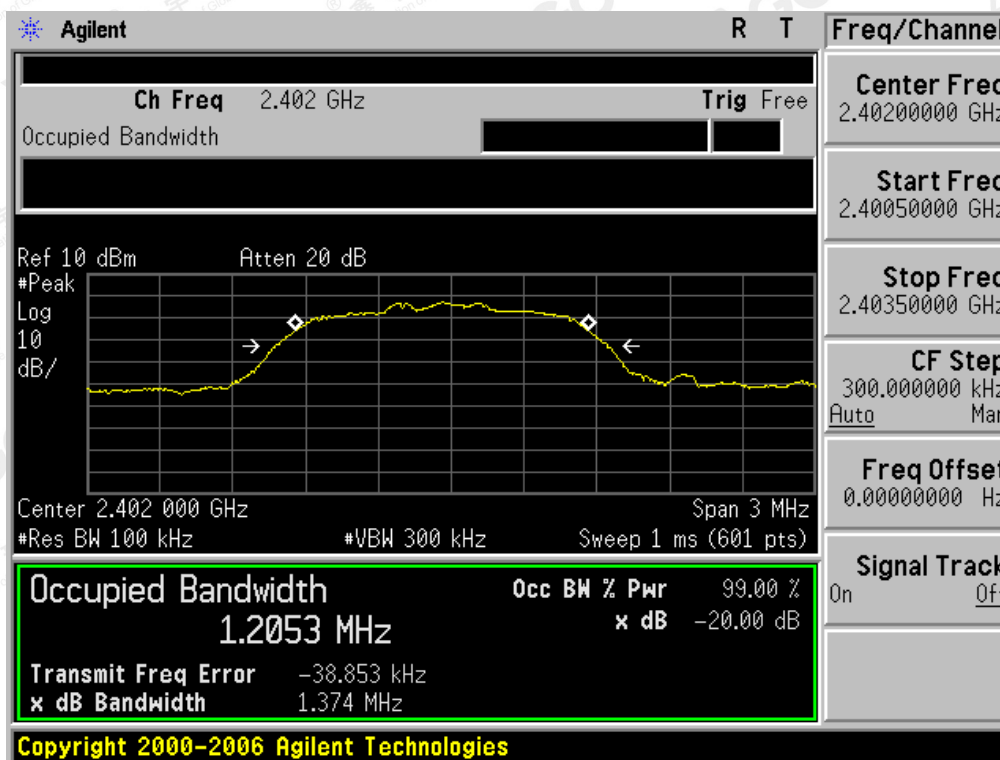 Agilent R T
Freq/Channel
Ch Freq 2.402 GHz Trig Free
Occupied Bandwidth
Center Freq
2.40200000 GHz
Start Freq
2.40050000 GHz
Stop Freq
2.40350000 GHz
CF Step
300.000000 kHz
Auto Man
Freq Offset
0.00000000 Hz
Signal Track
On Off
Ref 10 dBm Atten 20 dB
#Peak
Log
10
dB/
Center 2.402 000 GHz Span 3 MHz
#Res BW 100 kHz #VBW 300 kHz Sweep 1 ms (601 pts)
Occupied Bandwidth
1.2053 MHz
Occ BW % Pwr 99.00 %
x dB -20.00 dB
Transmit Freq Error -38.853 kHz
x dB Bandwidth 1.374 MHz
Copyright 2000-2006 Agilent Technologies